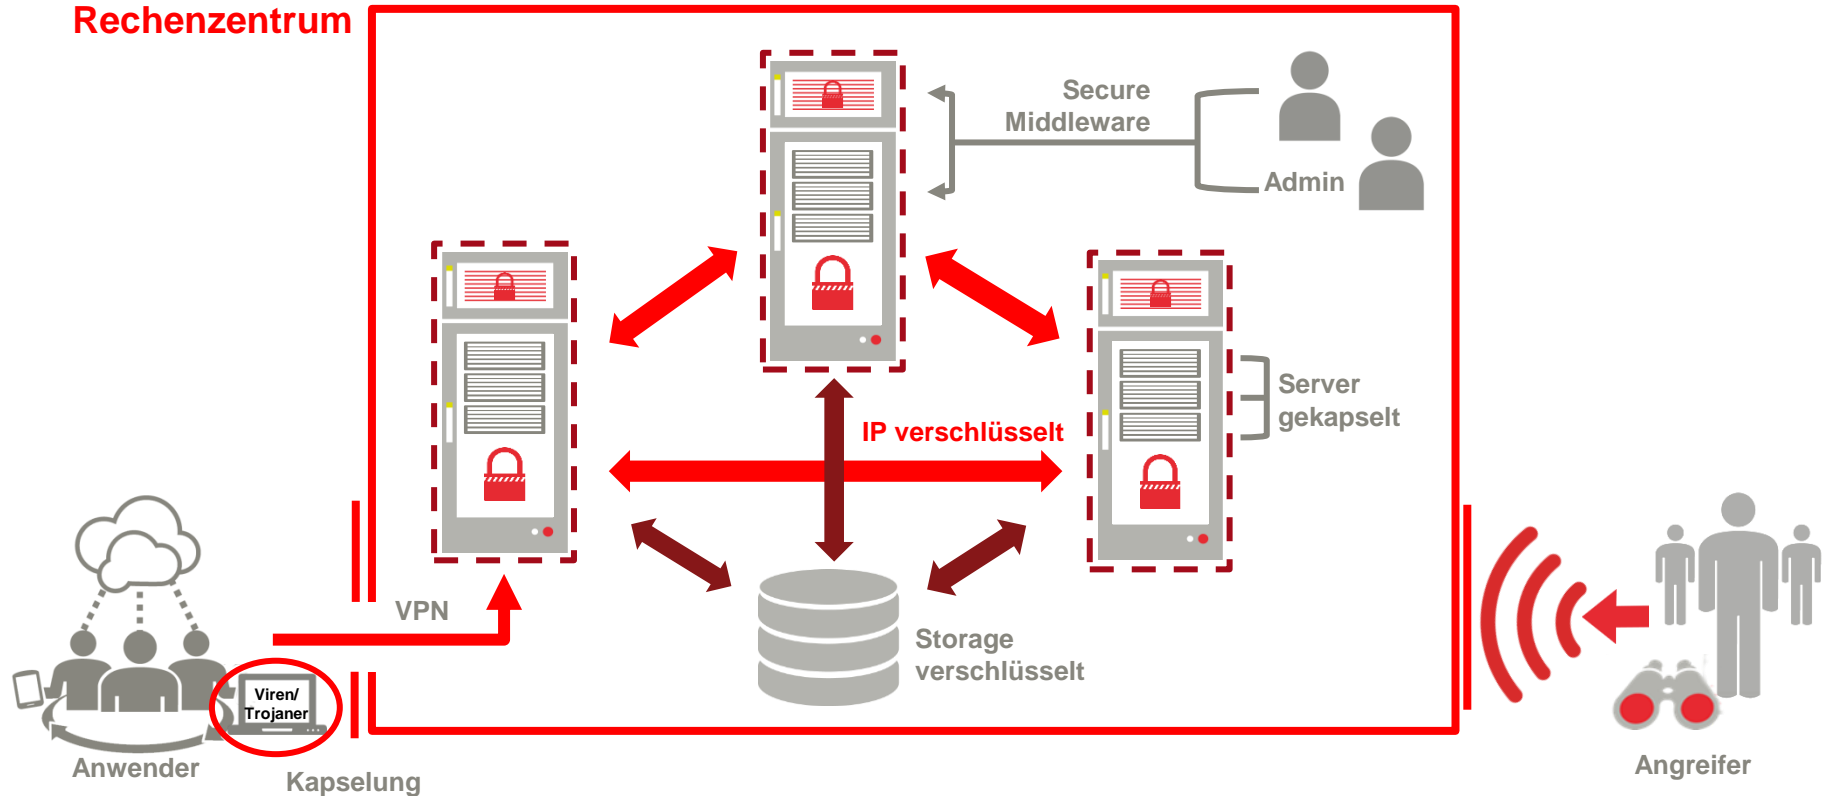 Rechenzentrum
Secure
Middleware
Admin
Server
gekapselt
IP verschlüsselt
VPN
Storage
verschlüsselt
Viren/
Trojaner
Anwender
Kapselung
Angreifer